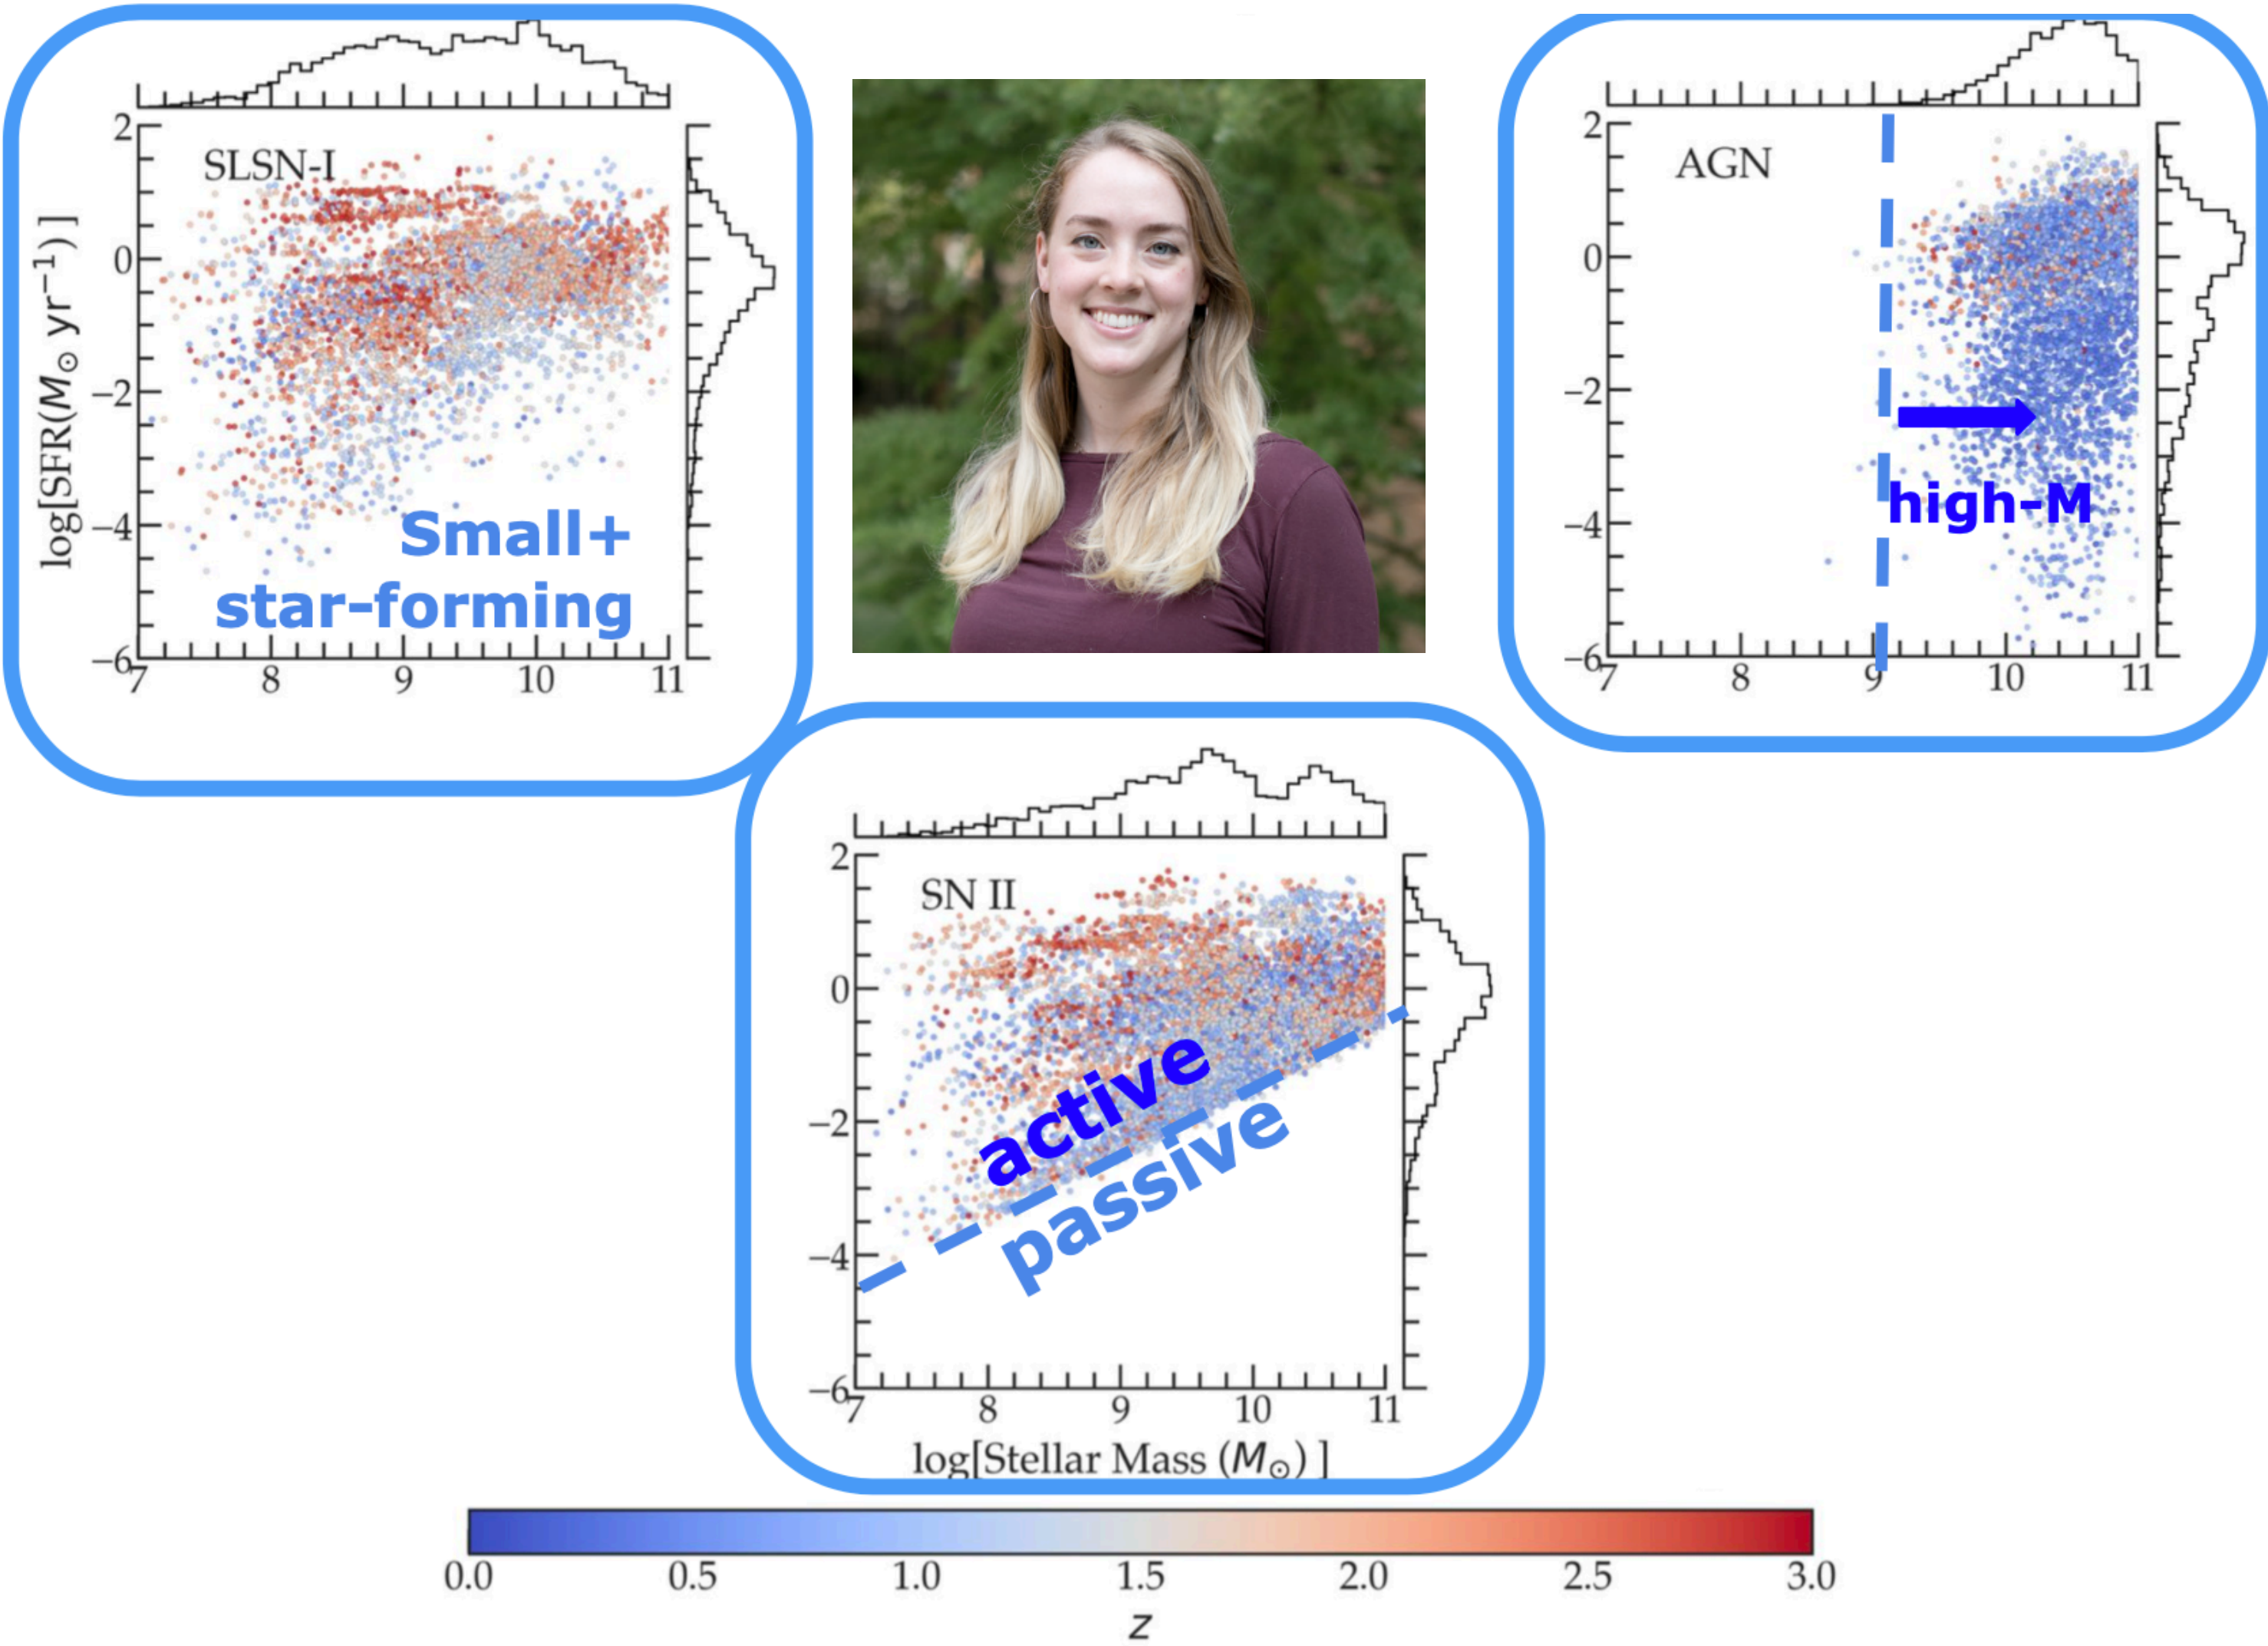 SLSN-I
log[SFR(M⊙ yr−1) ]
2
0
−2
−4
−6
7 8 9 10 11
Small+
star-forming
AGN
2
0
−2
−4
−6
7 8 9 10 11
high-M
SN II
2
0
−2
−4
−6
7 8 9 10 11
active
passive
log[Stellar Mass (M⊙) ]
0.0 0.5 1.0 1.5 2.0 2.5 3.0
z